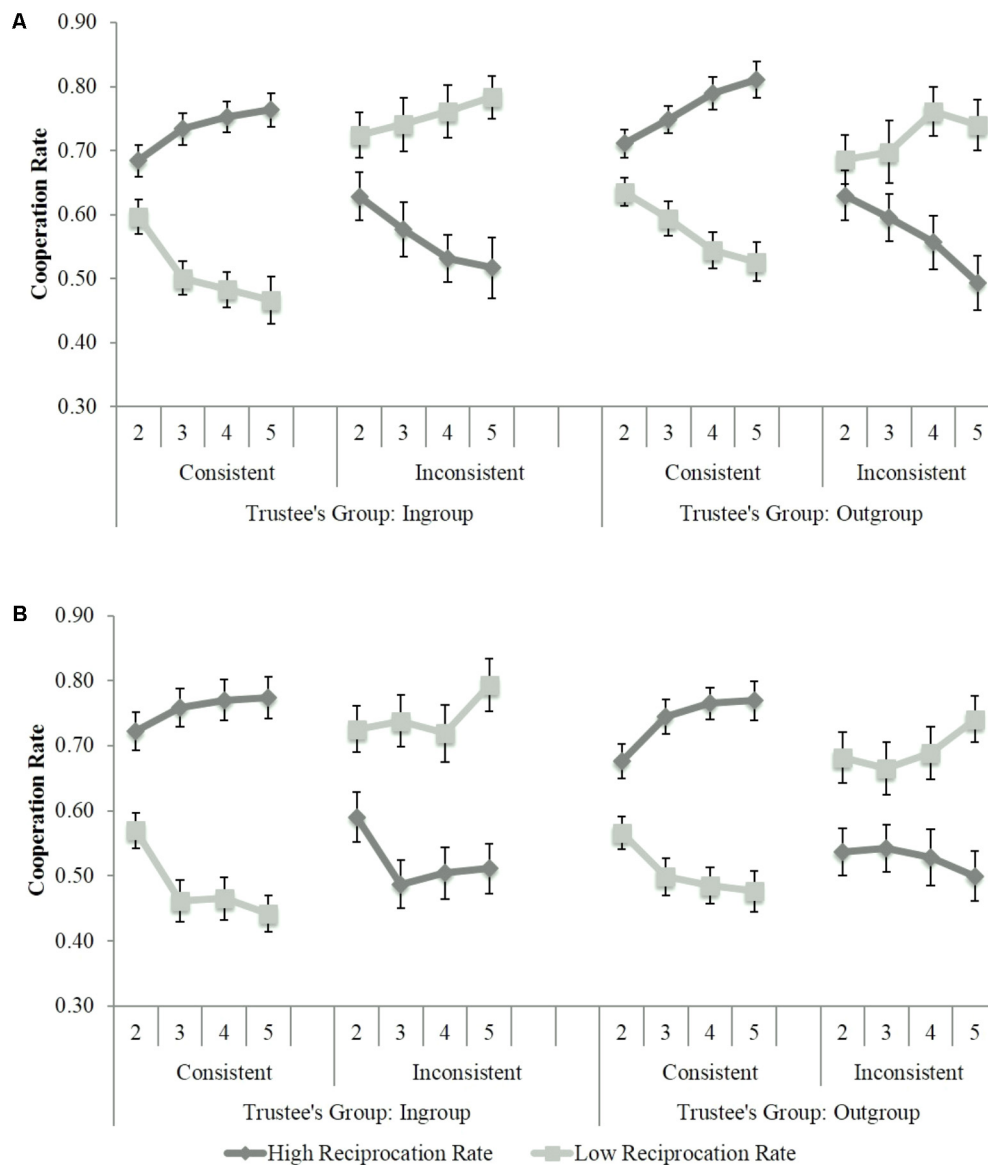 A
0.90
0.80
0.70
0.60
0.50
0.40
0.30
Cooperation Rate
2 3 4 5 2 3 4 5 2 3 4 5 2 3 4 5
Consistent Inconsistent Consistent Inconsistent
Trustee's Group: Ingroup Trustee's Group: Outgroup
B
0.90
0.80
0.70
0.60
0.50
0.40
0.30
Cooperation Rate
2 3 4 5 2 3 4 5 2 3 4 5 2 3 4 5
Consistent Inconsistent Consistent Inconsistent
Trustee's Group: Ingroup Trustee's Group: Outgroup
High Reciprocation Rate Low Reciprocation Rate